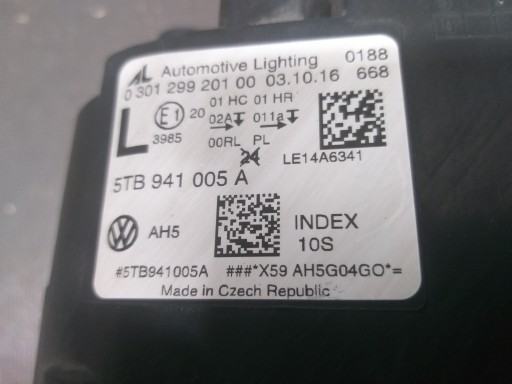 AL Automotive Lighting 0188
0 301 299 201 00 03.10.16 668
L E1 20 01 HC 01 HR
3985 02A 011a
00RL PL
24 LE14A6341
5TB 941 005 A
VW AH5 INDEX
10S
#5TB941005A ###*X59 AH5G04GO*=
Made in Czech Republic